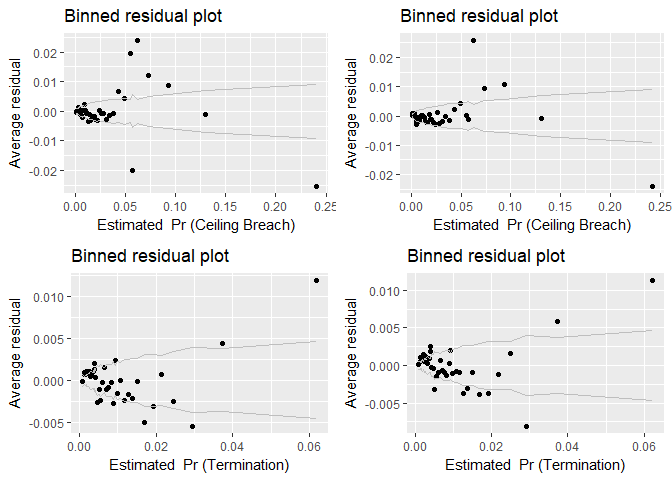 Binned residual plot
0.02
0.01
0.00
-0.01
-0.02
Average residual
0.00 0.05 0.10 0.15 0.20 0.25
Estimated Pr (Ceiling Breach)
Binned residual plot
0.02
0.01
0.00
-0.01
-0.02
Average residual
0.00 0.05 0.10 0.15 0.20 0.25
Estimated Pr (Ceiling Breach)
Binned residual plot
0.010
0.005
0.000
-0.005
Average residual
0.00 0.02 0.04 0.06
Estimated Pr (Termination)
Binned residual plot
0.010
0.005
0.000
-0.005
Average residual
0.00 0.02 0.04 0.06
Estimated Pr (Termination)